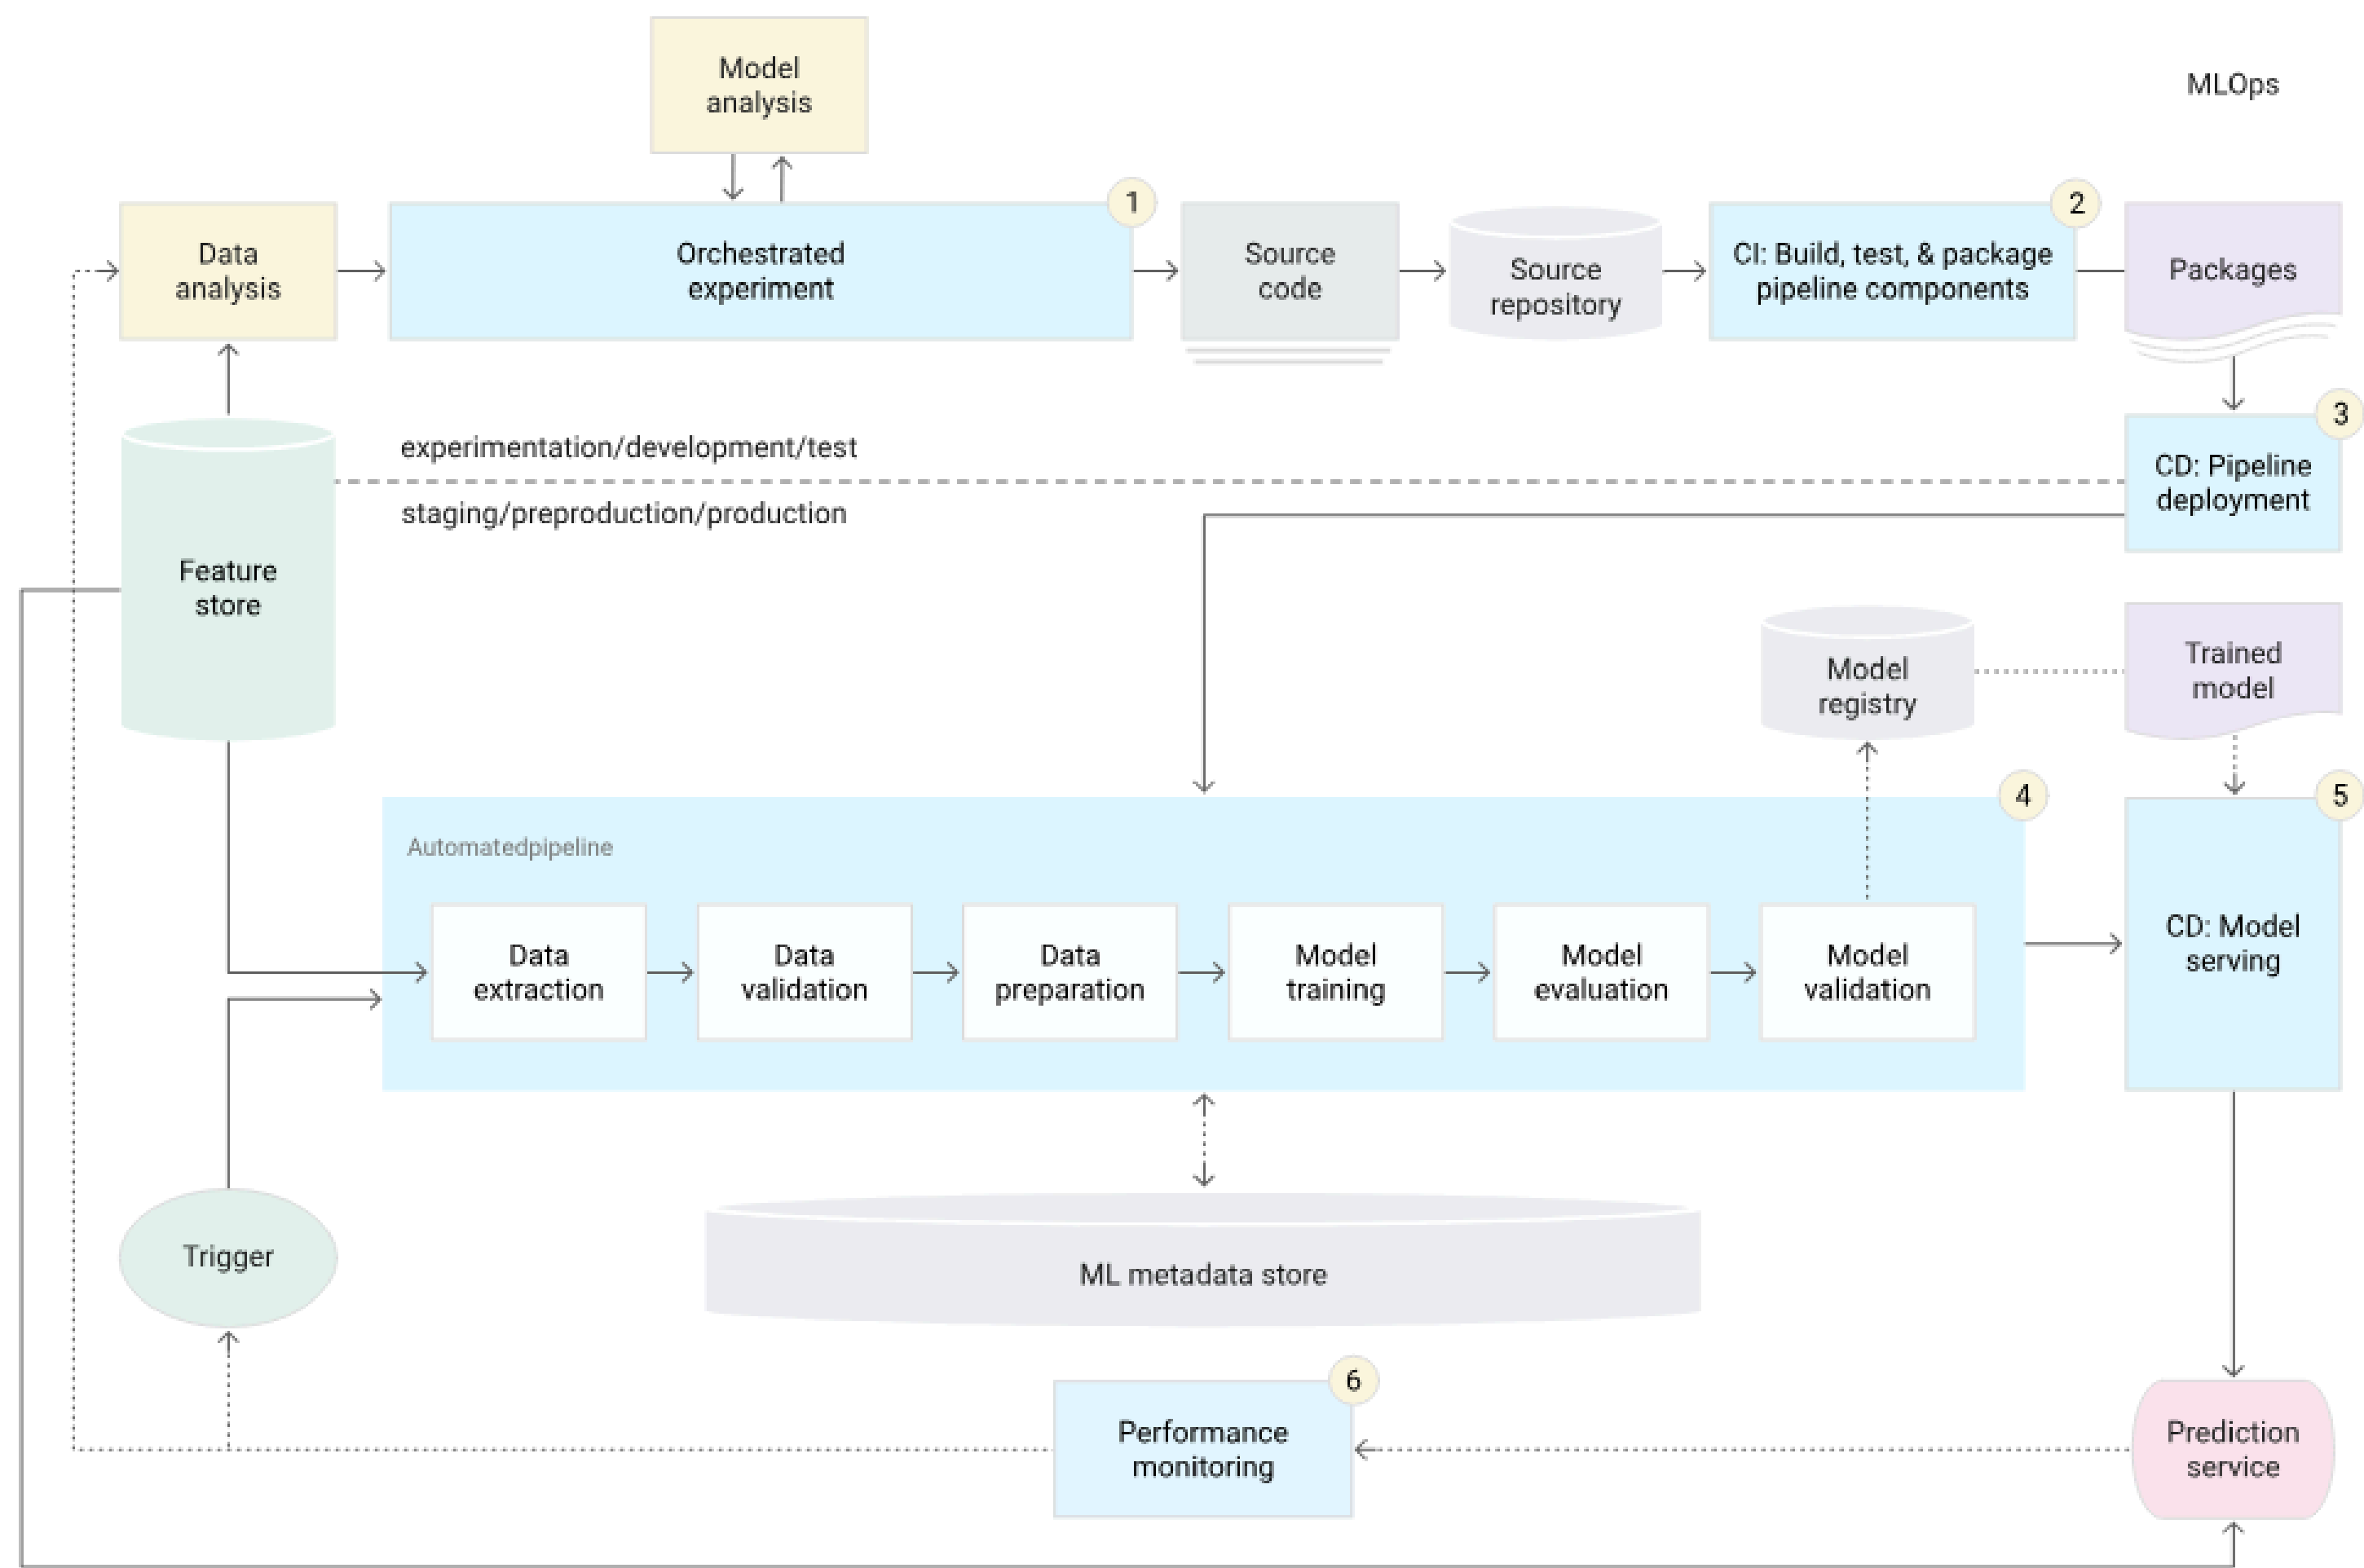 Model
analysis
MLOps
1
2
Data
analysis
Orchestrated
experiment
Source
code
Source
repository
CI: Build, test, & package
pipeline components
Packages
3
experimentation/development/test
CD: Pipeline
deployment
staging/preproduction/production
Feature
store
Model
registry
Trained
model
4
5
Automatedpipeline
Data
extraction
Data
validation
Data
preparation
Model
training
Model
evaluation
Model
validation
CD: Model
serving
Trigger
ML metadata store
6
Performance
monitoring
Prediction
service